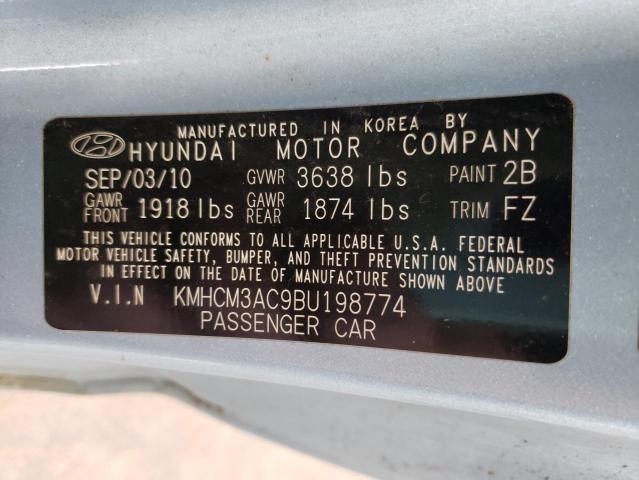 MANUFACTURED IN KOREA BY
HYUNDAI MOTOR COMPANY
SEP/03/10 GVWR 3638 lbs PAINT 2B
GAWR FRONT 1918 lbs GAWR REAR 1874 lbs TRIM FZ
THIS VEHICLE CONFORMS TO ALL APPLICABLE U.S.A. FEDERAL
MOTOR VEHICLE SAFETY, BUMPER, AND THEFT PREVENTION STANDARDS
IN EFFECT ON THE DATE OF MANUFACTURE SHOWN ABOVE.
V.I.N KMHCM3AC9BU198774
PASSENGER CAR